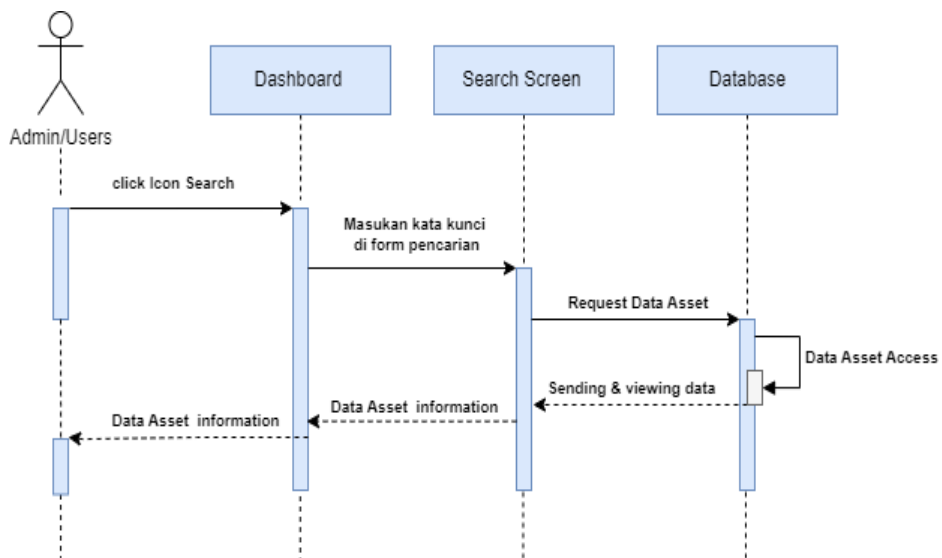 Dashboard
Search Screen
Database
Admin/Users
click Icon Search
Masukan kata kunci
di form pencarian
Request Data Asset
Data Asset Access
Sending & viewing data
Data Asset  information
Data Asset  information